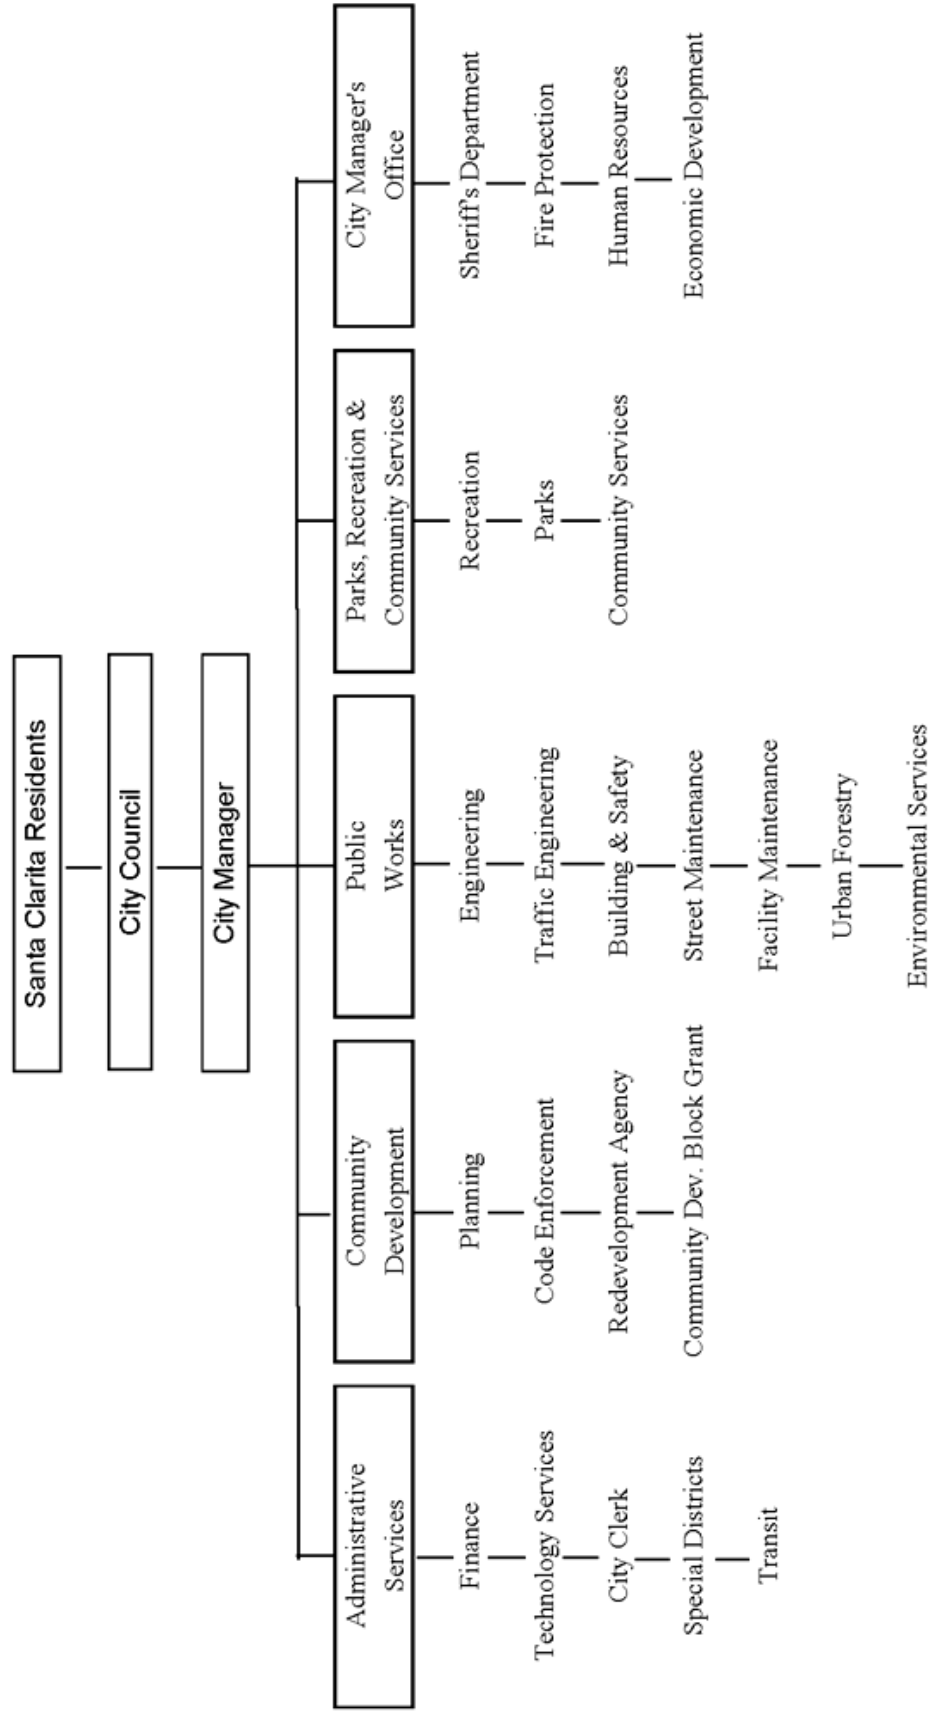 Santa Clarita Residents
City Council
City Manager
Administrative
Services
Finance
Technology Services
City Clerk
Special Districts
Transit
Community
Development
Planning
Code Enforcement
Redevelopment Agency
Community Dev. Block Grant
Public
Works
Engineering
Traffic Engineering
Building & Safety
Street Maintenance
Facility Maintenance
Urban Forestry
Environmental Services
Parks, Recreation &
Community Services
Recreation
Parks
Community Services
City Manager's
Office
Sheriff's Department
Fire Protection
Human Resources
Economic Development